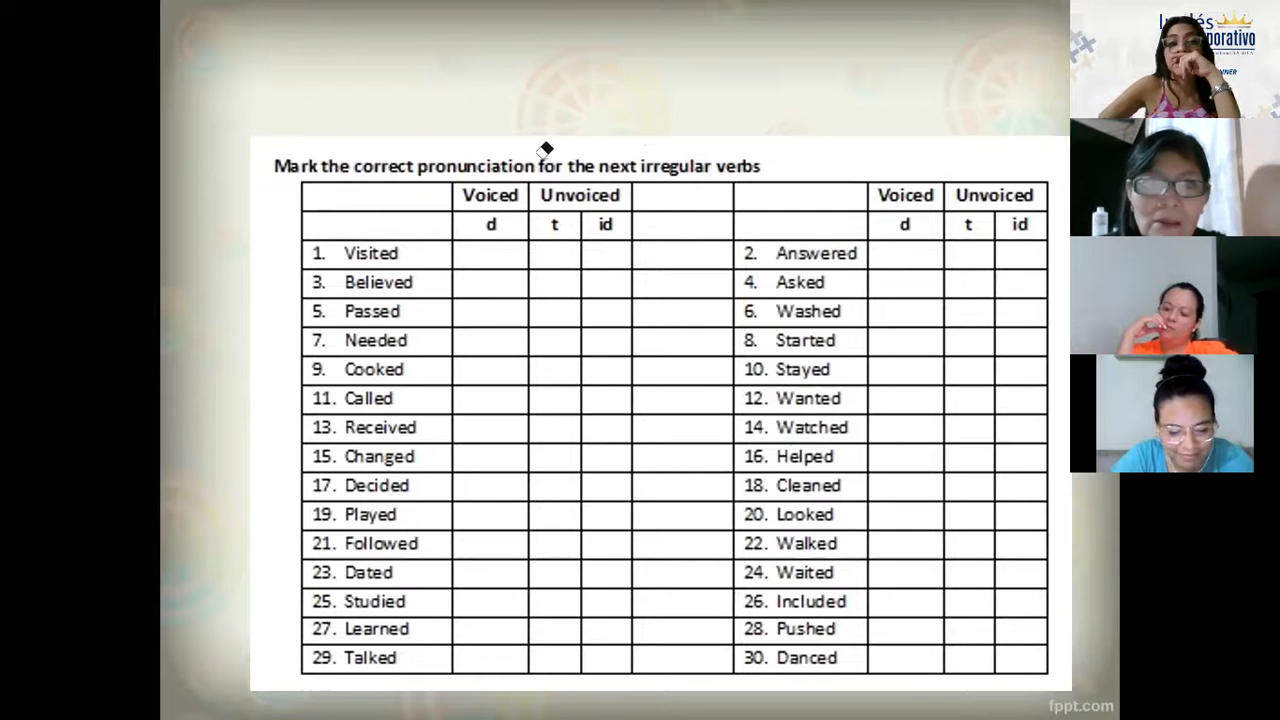 Mark the correct pronunciation for the next irregular verbs
Voiced Unvoiced Voiced Unvoiced
d t id d t id
1. Visited 2. Answered
3. Believed 4. Asked
5. Passed 6. Washed
7. Needed 8. Started
9. Cooked 10. Stayed
11. Called 12. Wanted
13. Received 14. Watched
15. Changed 16. Helped
17. Decided 18. Cleaned
19. Played 20. Looked
21. Followed 22. Walked
23. Dated 24. Waited
25. Studied 26. Included
27. Learned 28. Pushed
29. Talked 30. Danced
fppt.com